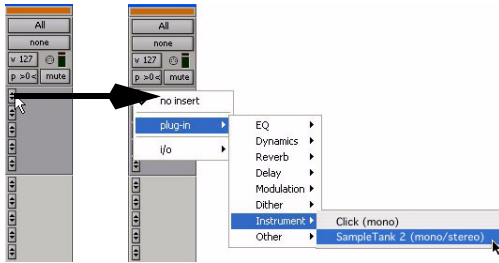 All
none
v 127
p >0< mute
All
none
v 127
p >0< mute
no insert
plug-in
i/o
EQ
Dynamics
Reverb
Delay
Modulation
Dither
Instrument
Other
Click (mono)
SampleTank 2 (mono/stereo)